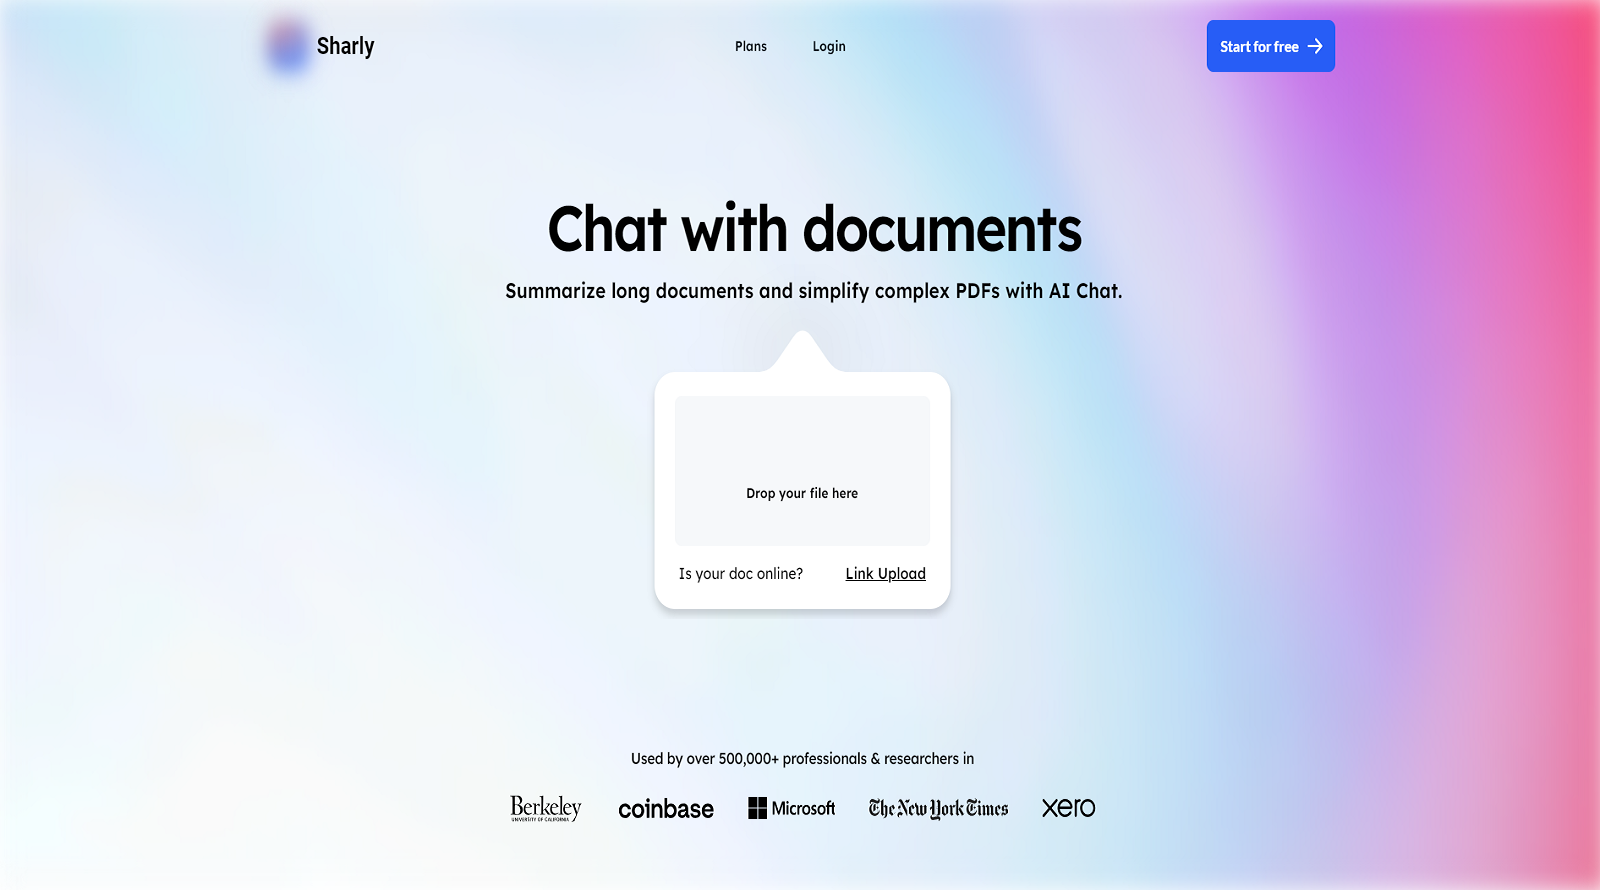 Sharly
Plans
Login
Start for free
Chat with documents
Summarize long documents and simplify complex PDFs with AI Chat.
Drop your file here
Is your doc online?
Link Upload
Used by over 500,000+ professionals & researchers in
Berkeley
UNIVERSITY OF CALIFORNIA
coinbase
Microsoft
The New York Times
xero